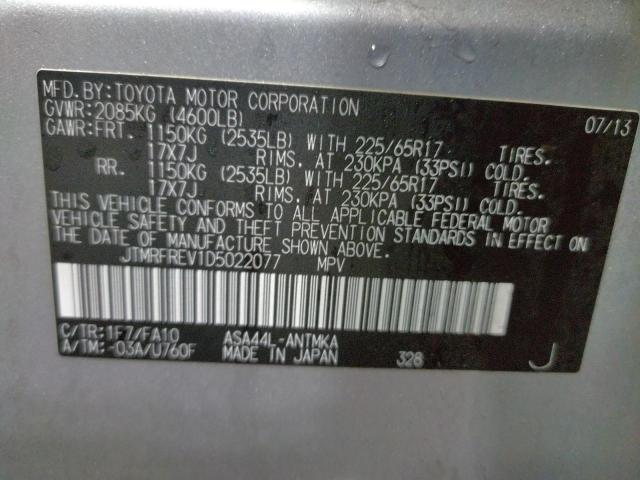 MFD.BY:TOYOTA MOTOR CORPORATION 07/13
GVWR:2085KG (4600LB)
GAWR:FRT. 1150KG (2535LB) WITH 225/65R17 TIRES.
17X7J RIMS. AT 230KPA (33PSI) COLD.
RR. 1150KG (2535LB) WITH 225/65R17 TIRES.
17X7J RIMS. AT 230KPA (33PSI) COLD.
THIS VEHICLE CONFORMS TO ALL APPLICABLE FEDERAL MOTOR
VEHICLE SAFETY AND THEFT PREVENTION STANDARDS IN EFFECT ON
THE DATE OF MANUFACTURE SHOWN ABOVE.
JTMRFREV1D5022077 MPV
C/TR:1F7/FA10 ASA44L-ANTMKA
A/TM:-03A/U760F MADE IN JAPAN 328 J